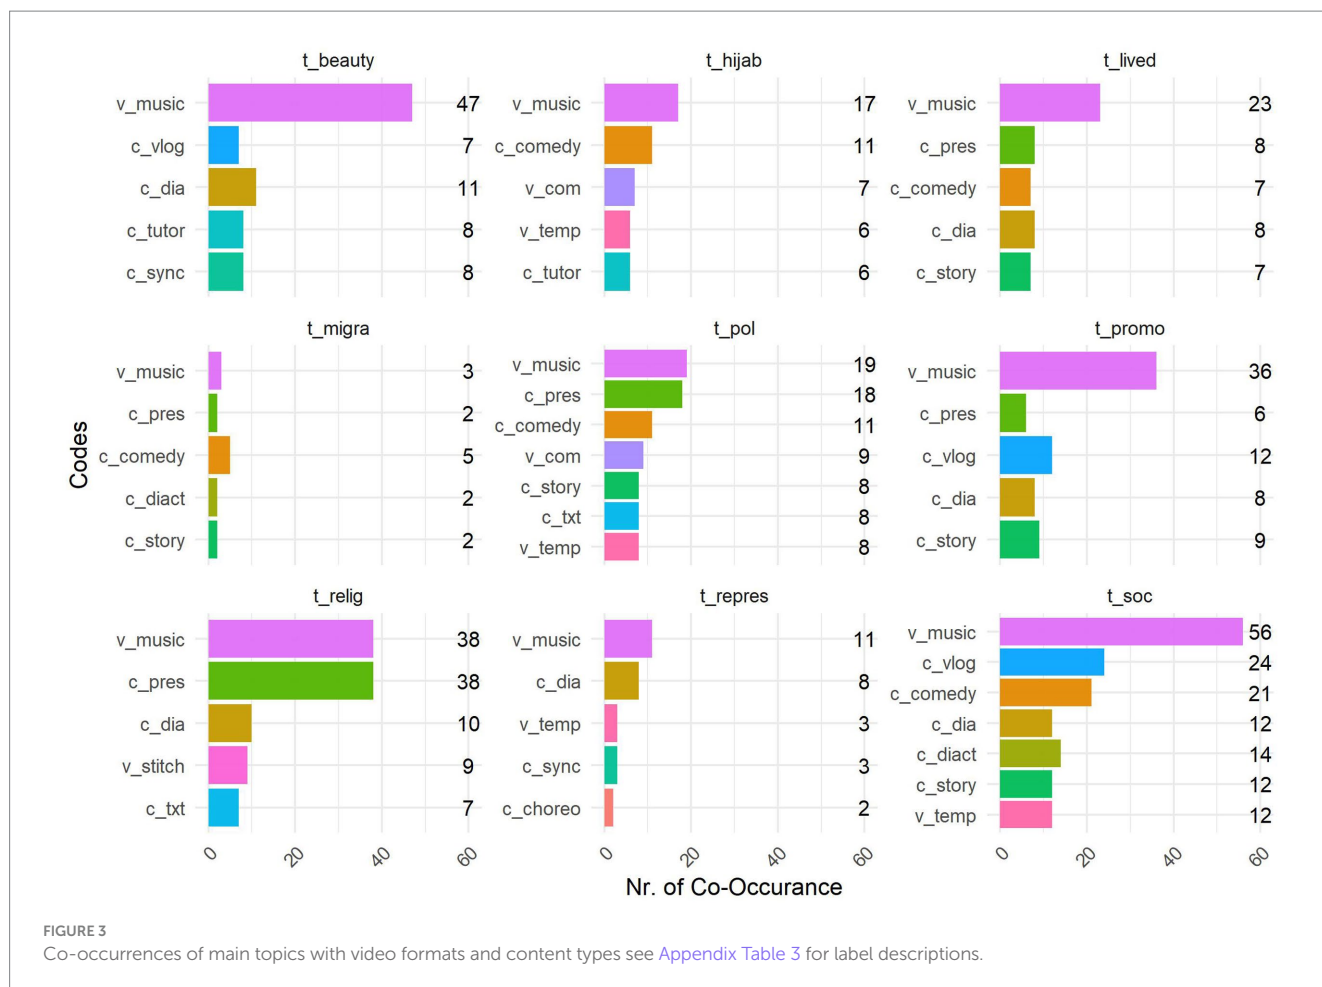 t_beauty
v_music 47
c_vlog 7
c_dia 11
c_tutor 8
c_sync 8
t_hijab
v_music 17
c_comedy 11
v_com 7
v_temp 6
c_tutor 6
t_lived
v_music 23
c_pres 8
c_comedy 7
c_dia 8
c_story 7
Codes
t_migra
v_music 3
c_pres 2
c_comedy 5
c_diact 2
c_story 2
t_pol
v_music 19
c_pres 18
c_comedy 11
v_com 9
c_story 8
c_txt 8
v_temp 8
t_promo
v_music 36
c_pres 6
c_vlog 12
c_dia 8
c_story 9
t_relig
v_music 38
c_pres 38
c_dia 10
v_stitch 9
c_txt 7
0 20 40 60
t_repres
v_music 11
c_dia 8
v_temp 3
c_sync 3
c_choreo 2
0 20 40 60
t_soc
v_music 56
c_vlog 24
c_comedy 21
c_dia 12
c_diact 14
c_story 12
v_temp 12
0 20 40 60
Nr. of Co-Occurance
FIGURE 3
Co-occurrences of main topics with video formats and content types see Appendix Table 3 for label descriptions.